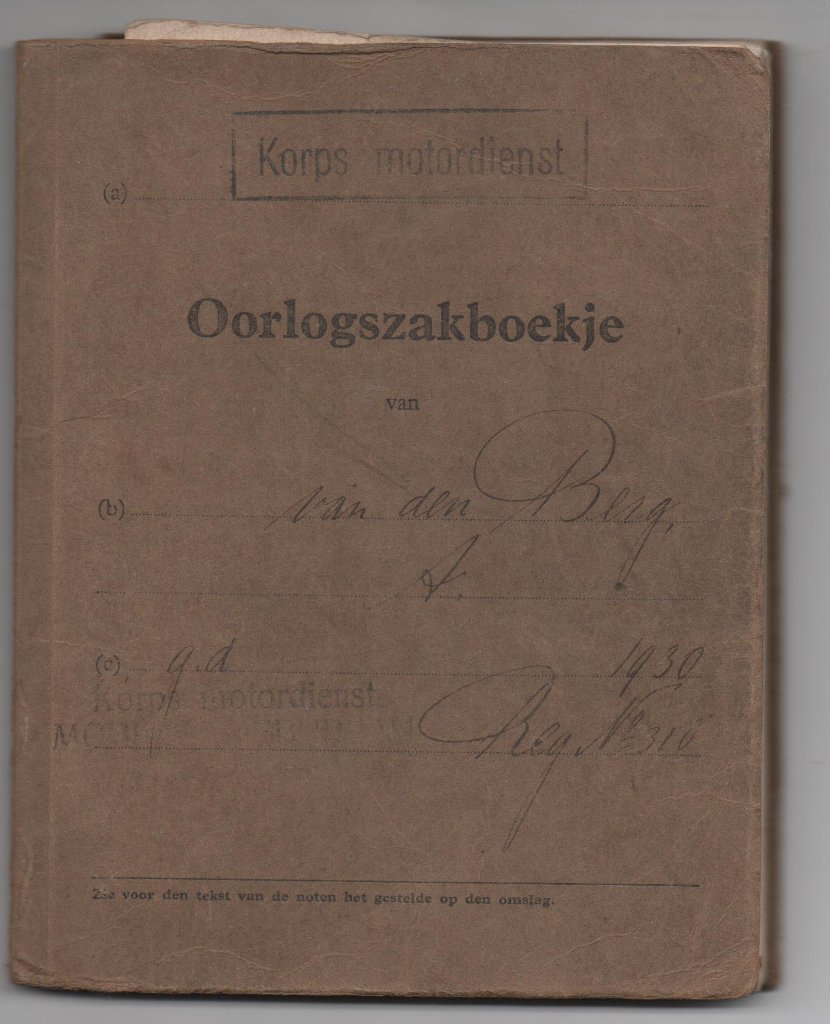 Korps motordienst
(a)
Oorlogszakboekje
van
(b) van den Berg,
(c) g.d 1930
Korps motordienst
Reg. No 310
Zie voor den tekst van de noten het gestelde op den omslag.